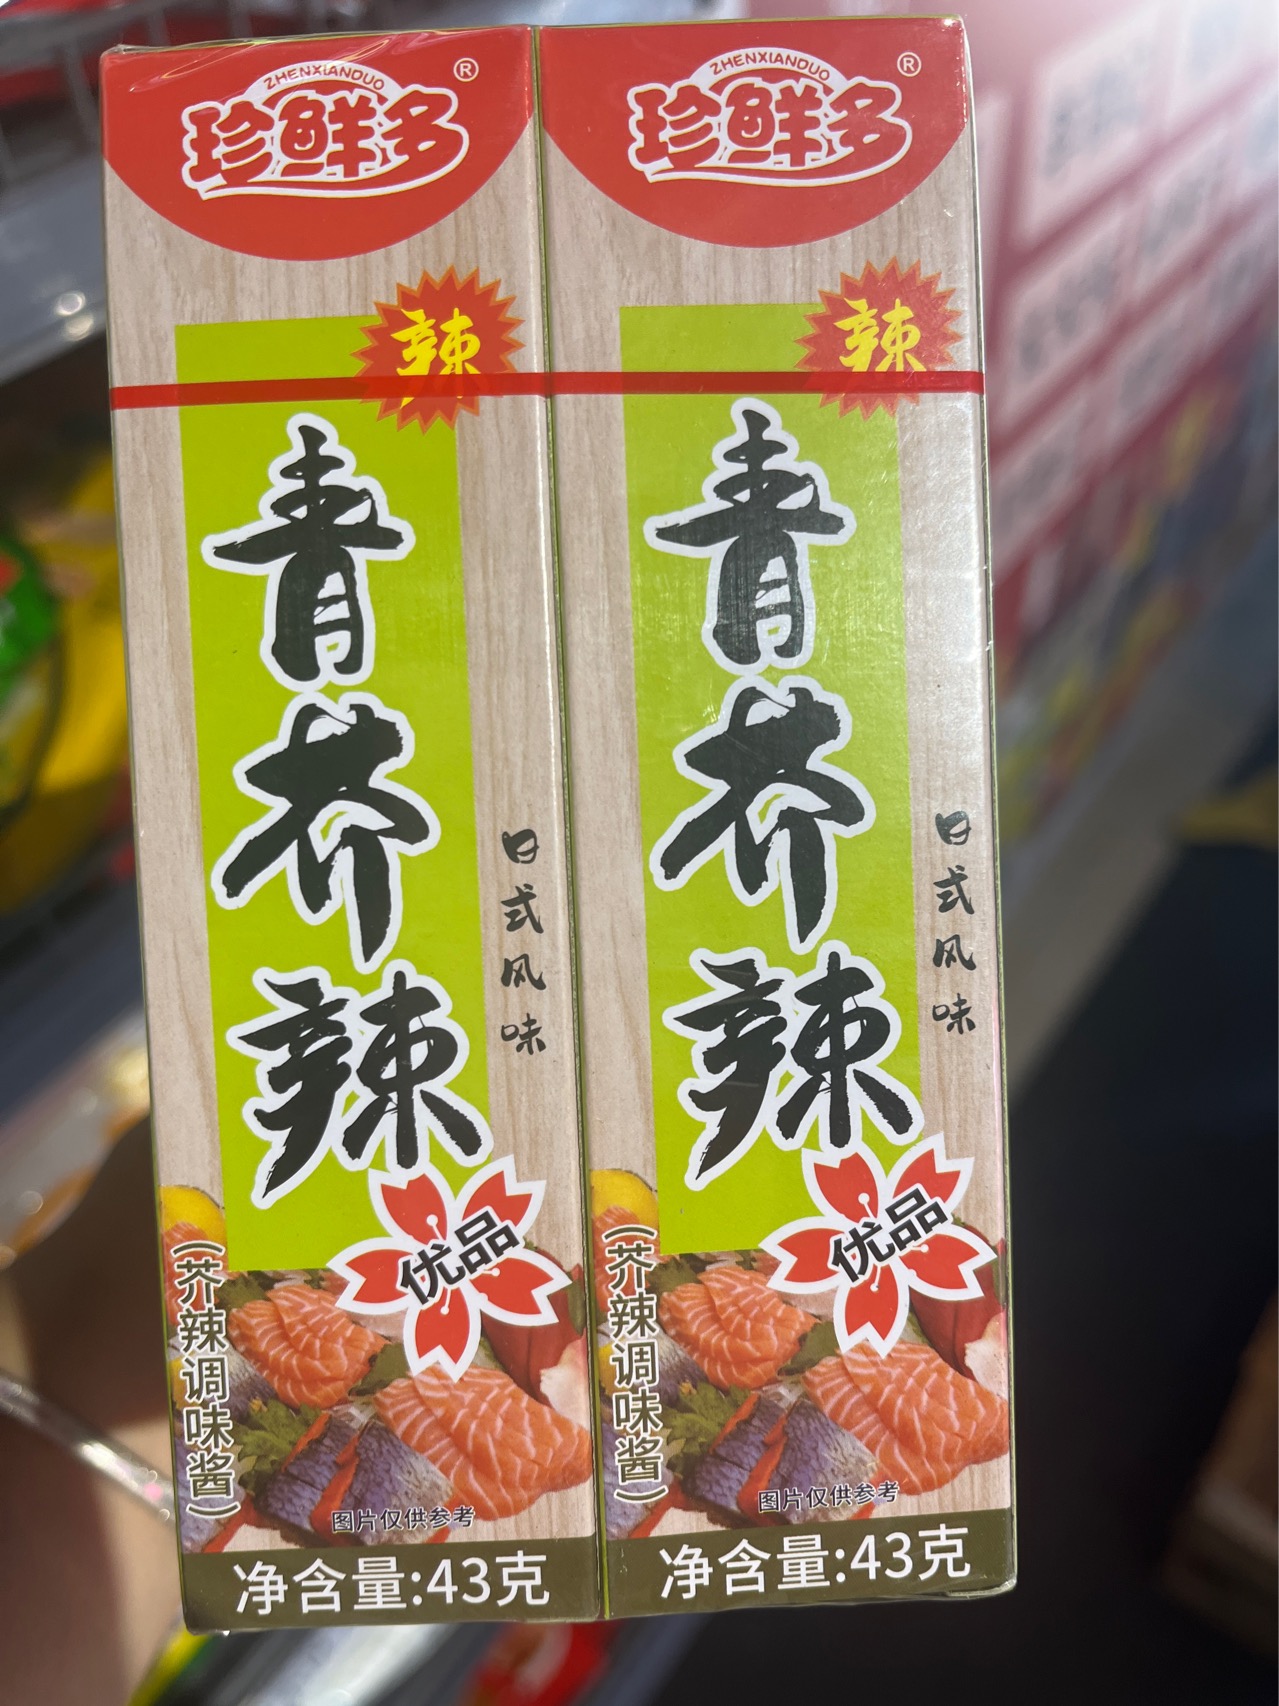 ZHENXIANDUO
珍鲜多®
辣
青芥辣
日式风味
优品
(芥辣调味酱)
图片仅供参考
净含量:43克
ZHENXIANDUO
珍鲜多®
辣
青芥辣
日式风味
优品
(芥辣调味酱)
图片仅供参考
净含量:43克